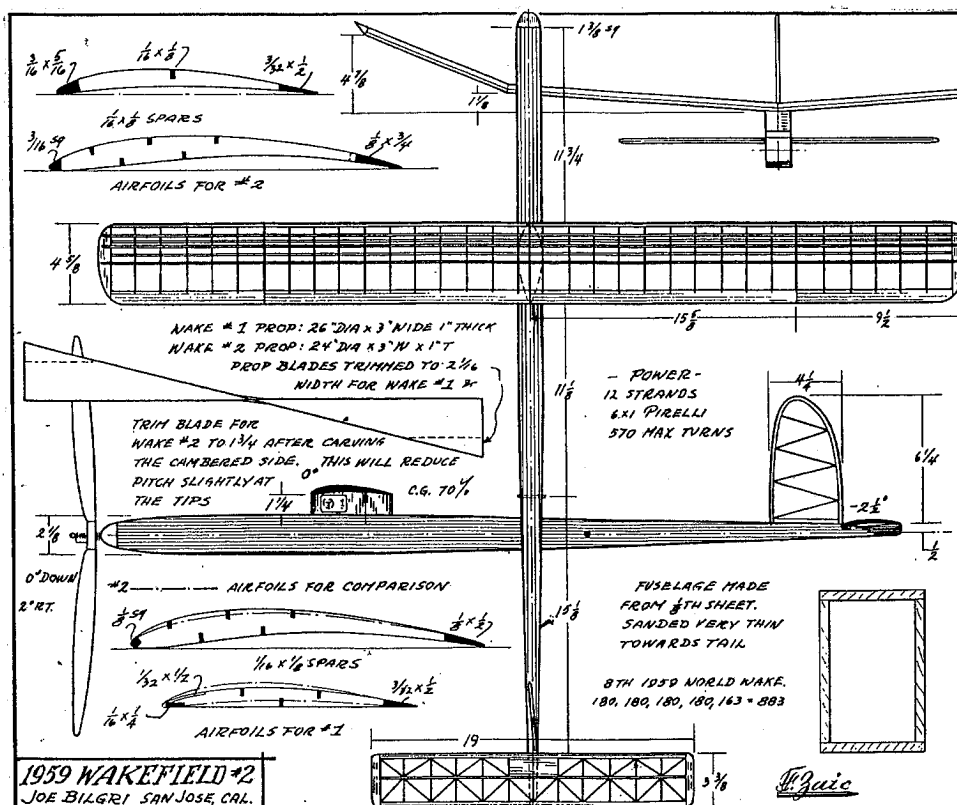 1 3/8 SQ
3/16 x 5/16
1/16 x 1/8
3/32 x 1/2
4 7/8
1 1/8
1/16 x 1/8 SPARS
3/16 SQ
1/8 x 3/4
11 3/4
AIRFOILS FOR #2
4 5/8
15 5/8
9 1/2
WAKE #1 PROP: 26" DIA x 3" WIDE 1" THICK
WAKE #2 PROP: 24" DIA x 3" W x 1" T
PROP BLADES TRIMMED TO 2 1/16
WIDTH FOR WAKE #1
11 1/8
- POWER -
12 STRANDS
6x1 PIRELLI
570 MAX TURNS
4 1/4
6 1/4
TRIM BLADE FOR
WAKE #2 TO 1 3/4 AFTER CARVING
THE CAMBERED SIDE. THIS WILL REDUCE
PITCH SLIGHTLY AT
THE TIPS
0°
1 1/4
C.G. 70%
-2 1/2°
2 1/8
1/2
0° DOWN
2° RT.
#2 AIRFOILS FOR COMPARISON
1/8 SQ
1/8 x 1/2
15 1/8
FUSELAGE MADE
FROM 1/8TH SHEET.
SANDED VERY THIN
TOWARDS TAIL
1/16 x 1/8 SPARS
1/32 x 1/2
3/32 x 1/2
1/16 x 1/4
8TH 1959 WORLD WAKE.
180, 180, 180, 180, 163 = 883
AIRFOILS FOR #1
19
3 3/8
1959 WAKEFIELD #2
JOE BILGRI SAN JOSE, CAL.
F. Zaic